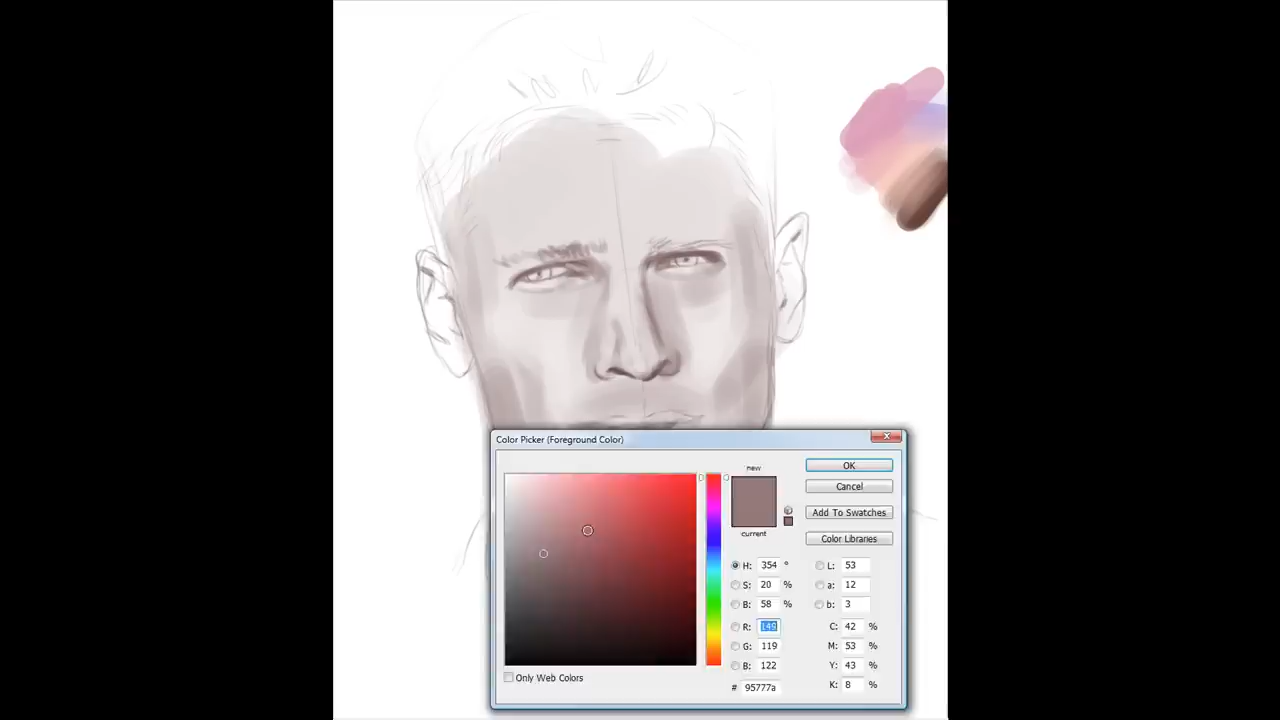 Color Picker (Foreground Color)
new
OK
Cancel
Add To Swatches
current
Color Libraries
H: 354 ° L: 53
S: 20 % a: 12
B: 58 % b: 3
R: 149 C: 42 %
G: 119 M: 53 %
B: 122 Y: 43 %
# 95777a K: 8 %
Only Web Colors